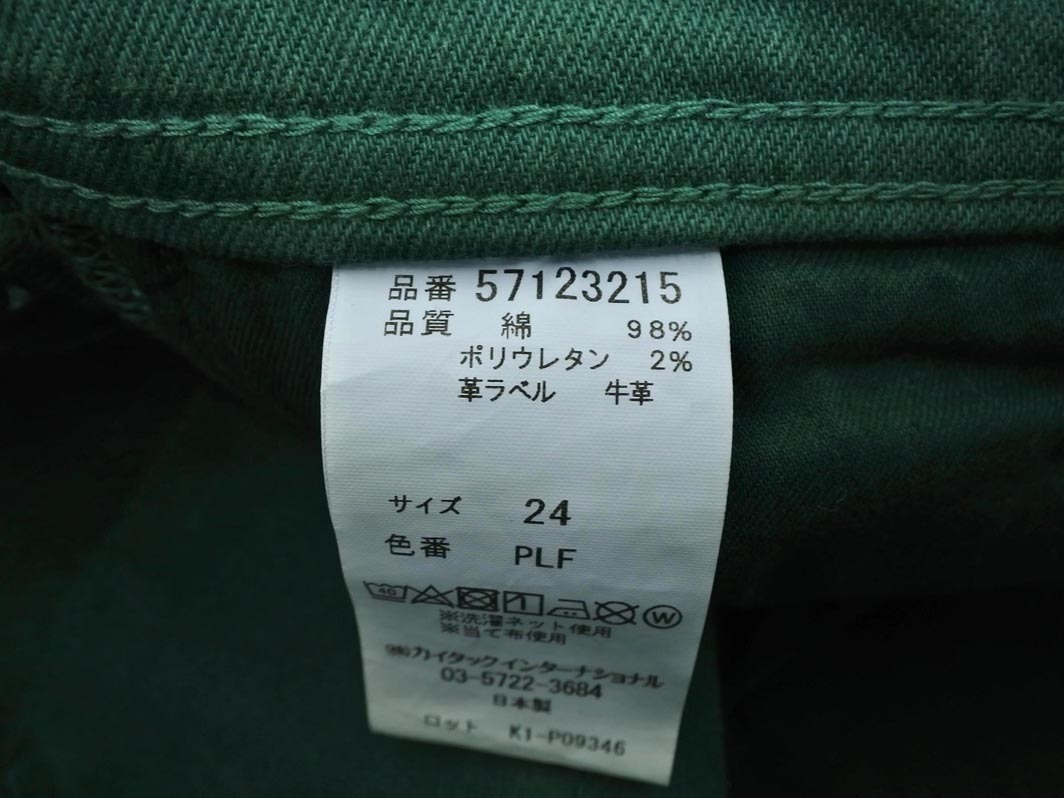 品番 57123215
品質 綿 98%
ポリウレタン 2%
革ラベル 牛革
サイズ 24
色番 PLF
40 W
※洗濯ネット使用
※当て布使用
㈱カイタックインターナショナル
03-5722-3684
日本製
ロット K1-P09346